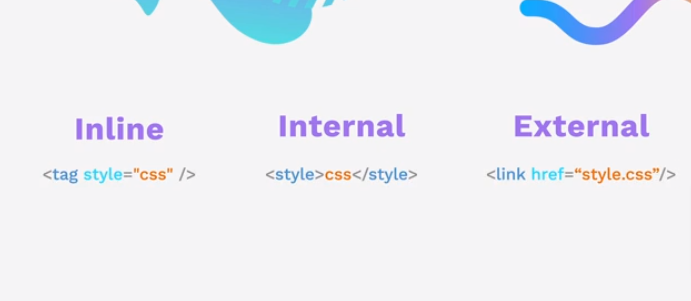 Inline
Internal
External
<tag style="css" />
<style>css</style>
<link href=“style.css”/>